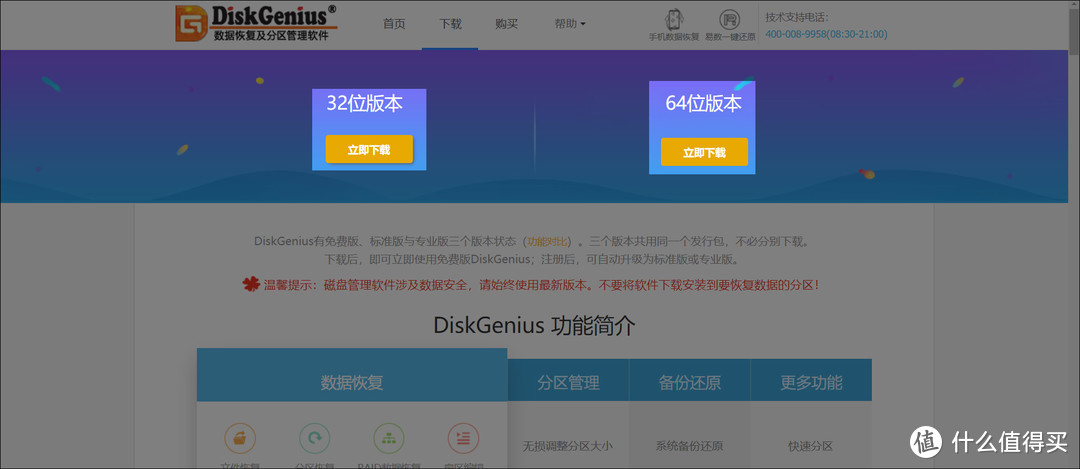 DiskGenius®
数据恢复及分区管理软件
首页 下载 购买 帮助
手机数据恢复 易数一键还原
技术支持电话:
400-008-9958(08:30-21:00)
32位版本
立即下载
64位版本
立即下载
DiskGenius有免费版、标准版与专业版三个版本状态（功能对比）。三个版本共用同一个发行包，不必分别下载。
下载后，即可立即使用免费版DiskGenius；注册后，可自动升级为标准版或专业版。
温馨提示：磁盘管理软件涉及数据安全，请始终使用最新版本。不要将软件下载安装到要恢复数据的分区！
DiskGenius 功能简介
数据恢复 分区管理 备份还原 更多功能
无损调整分区大小 系统备份还原 快速分区
文件恢复 分区恢复 RAID数据恢复 扇区编辑
值 什么值得买